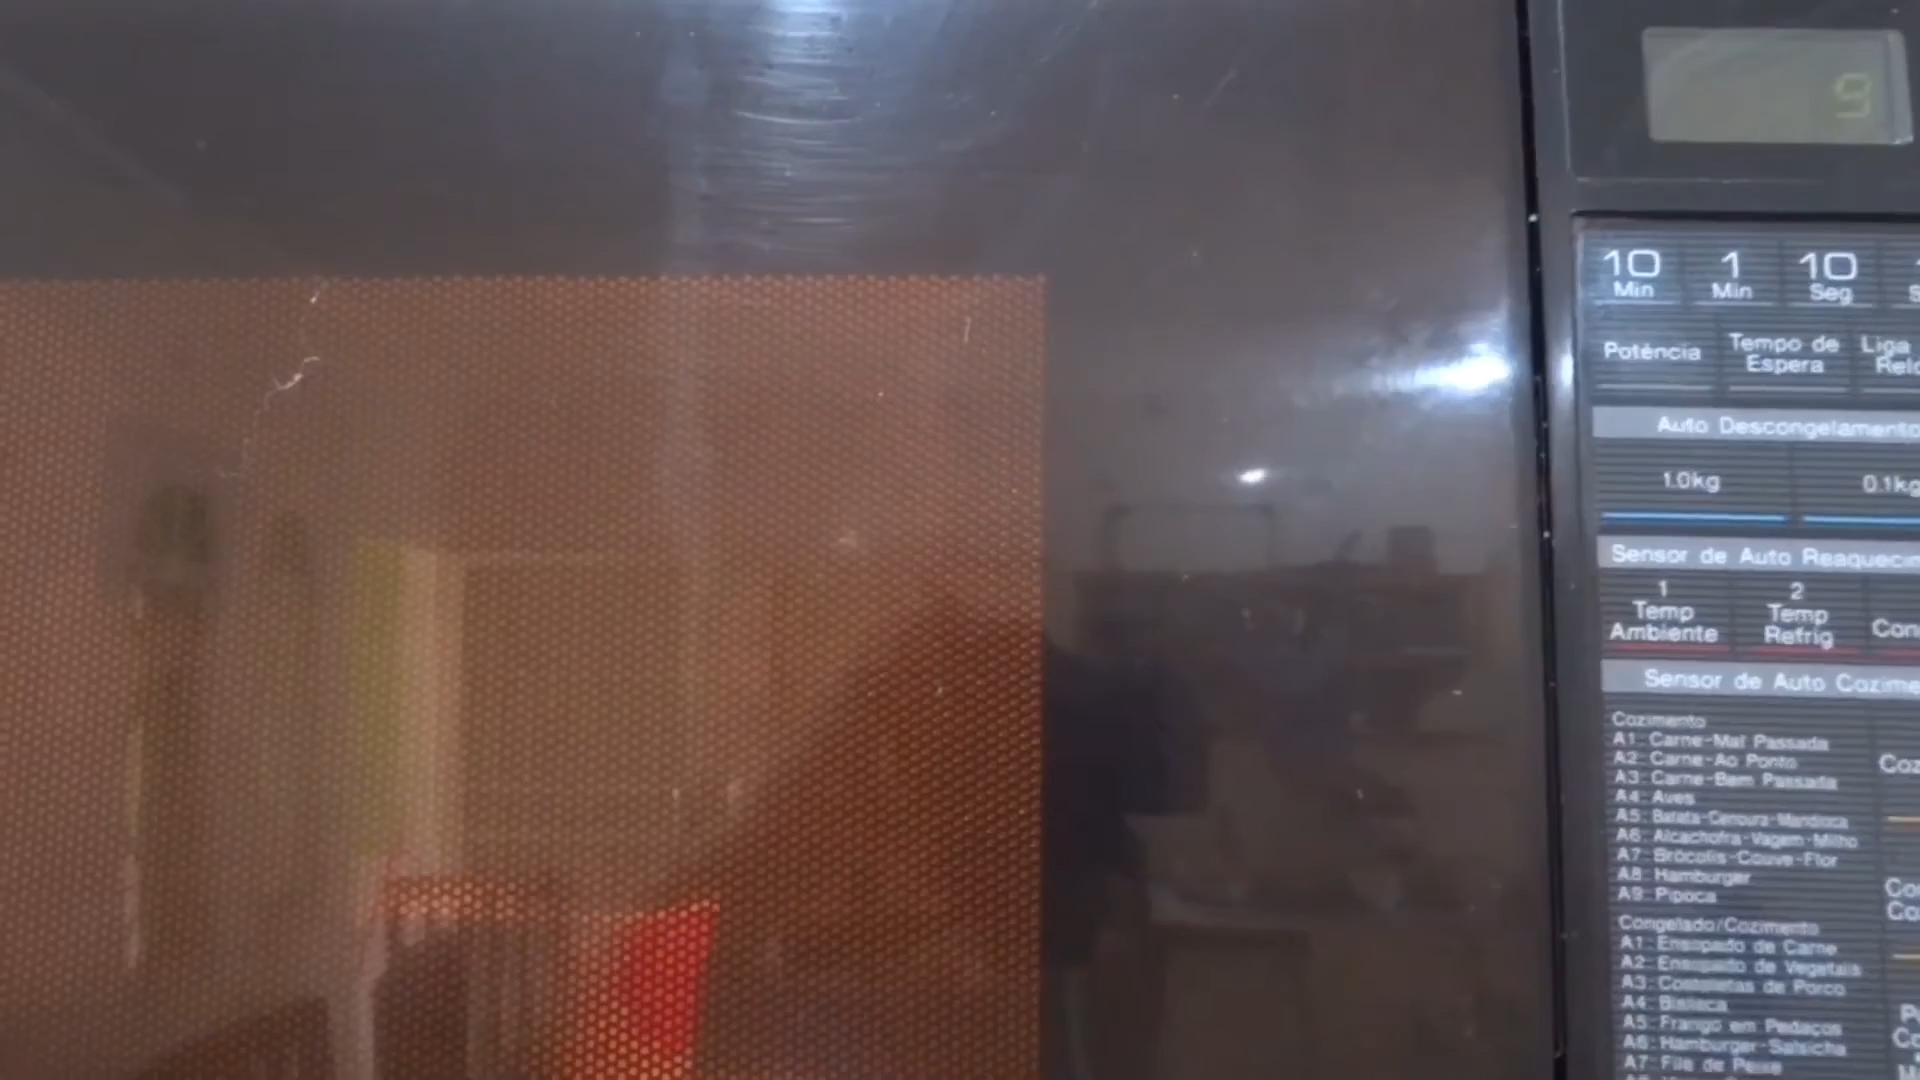 9
10 1 10
Min Min Seg
Potência Tempo de Espera Liga
Auto Descongelamento
1.0kg 0.1kg
Sensor de Auto Reaquecim
1 2
Temp Ambiente Temp Refrig Con
Sensor de Auto Cozime
Cozimento
A1: Carne-Mal Passada
A2: Carne-Ao Ponto
A3: Carne-Bem Passada
A4: Aves
A5: Batata-Cenoura-Mandioca
A6: Alcachofra-Vagem-Milho
A7: Brócolis-Couve-Flor
A8: Hamburger
A9: Pipoca
Congelado/Cozimento
A1: Ensopado de Carne
A2: Ensopado de Vegetais
A3: Costeletas de Porco
A4: Bisteca
A5: Frango em Pedaços
A6: Hamburger-Salsicha
A7: Filé de Peixe